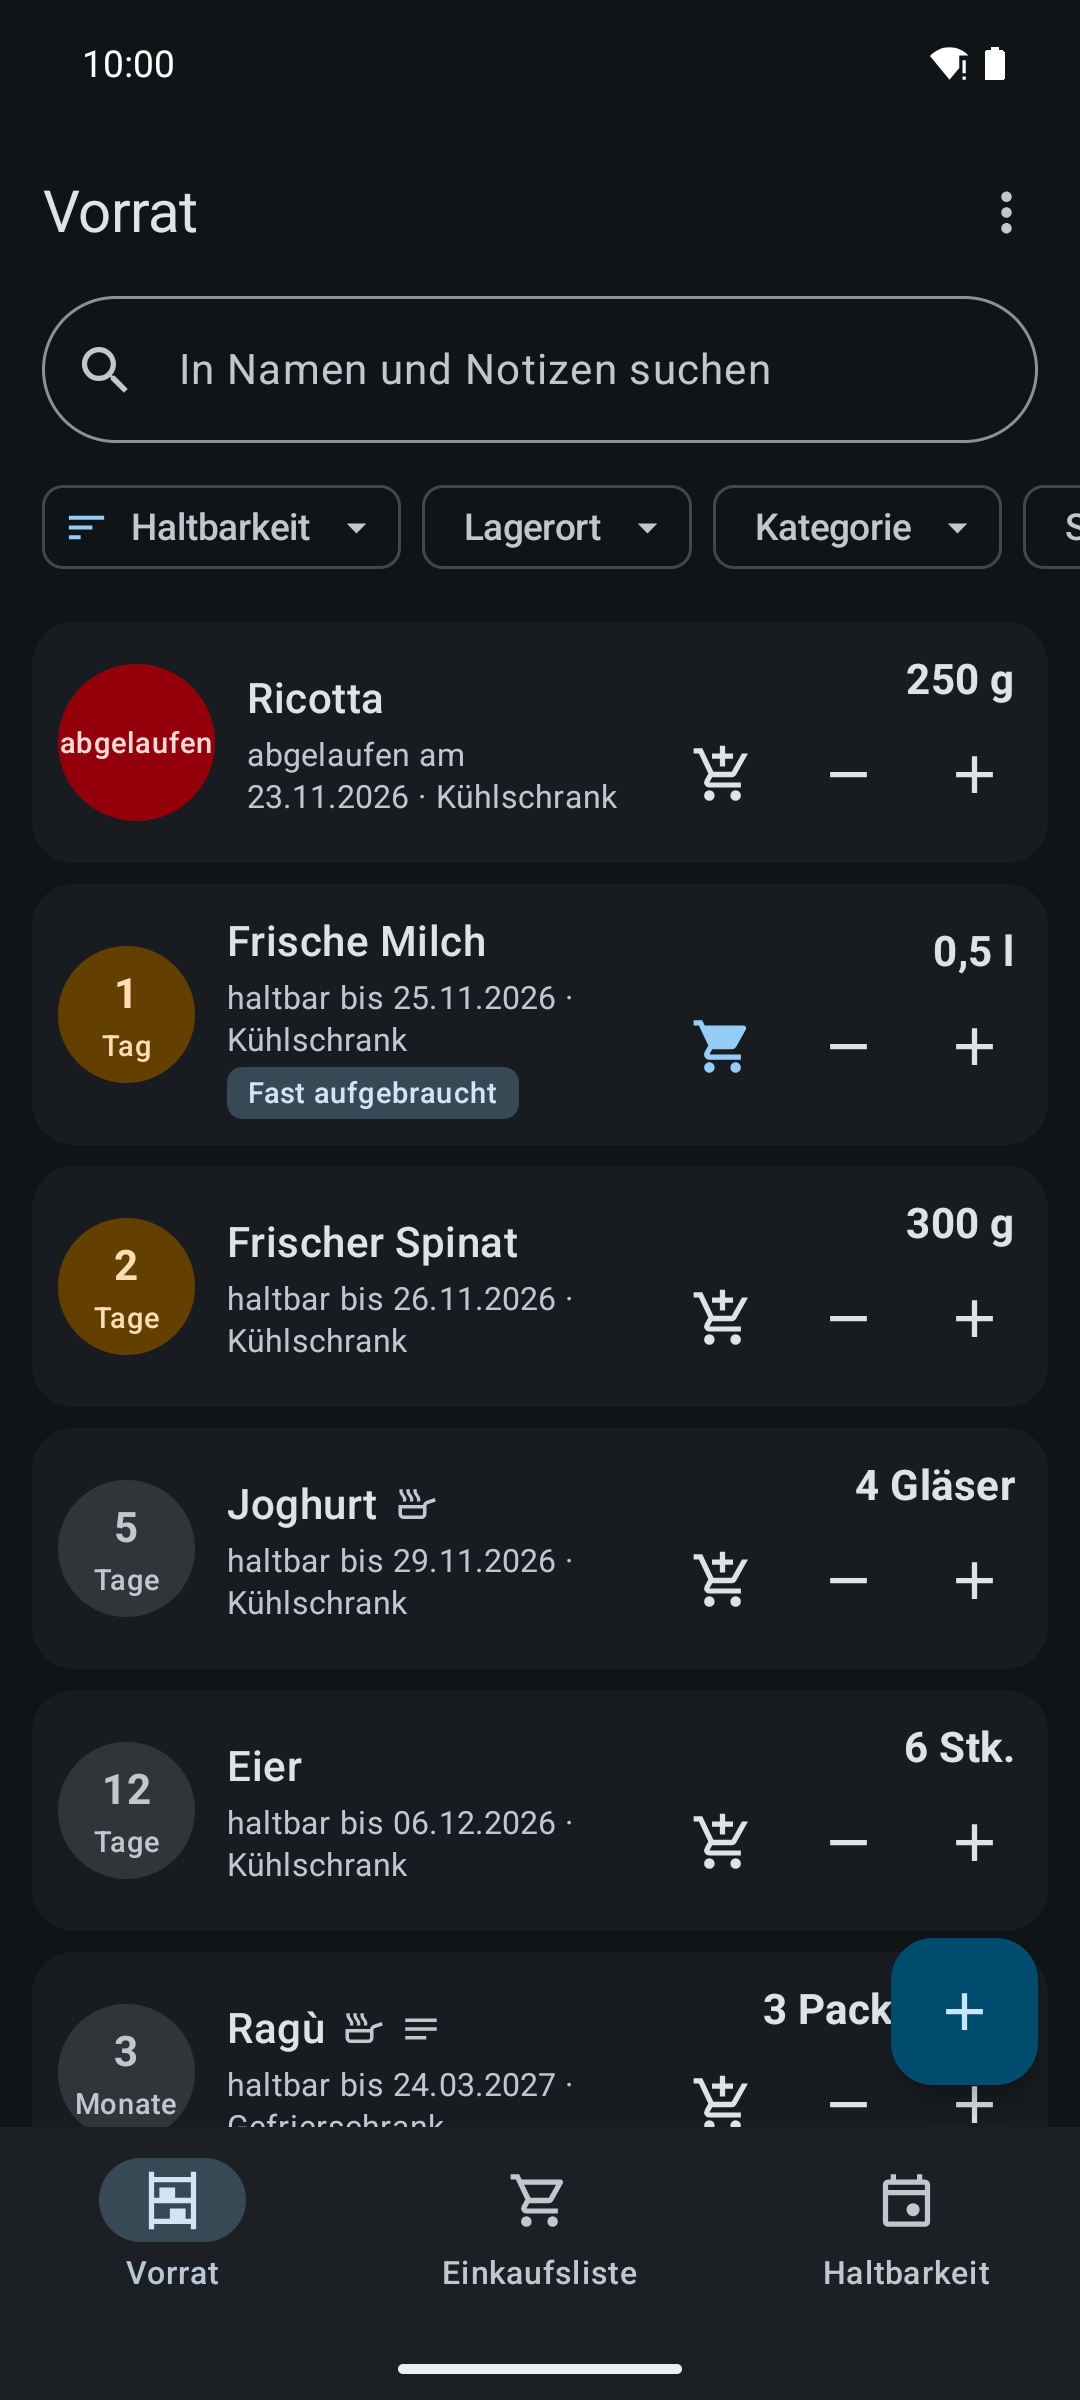 10:00
Vorrat
In Namen und Notizen suchen
Haltbarkeit
Lagerort
Kategorie
S
abgelaufen
Ricotta
abgelaufen am
23.11.2026 · Kühlschrank
250 g
1
Tag
Frische Milch
haltbar bis 25.11.2026 ·
Kühlschrank
Fast aufgebraucht
0,5 l
2
Tage
Frischer Spinat
haltbar bis 26.11.2026 ·
Kühlschrank
300 g
5
Tage
Joghurt
haltbar bis 29.11.2026 ·
Kühlschrank
4 Gläser
12
Tage
Eier
haltbar bis 06.12.2026 ·
Kühlschrank
6 Stk.
3
Monate
Ragù
haltbar bis 24.03.2027 ·
Gefrierschrank
3 Pack
Vorrat
Einkaufsliste
Haltbarkeit